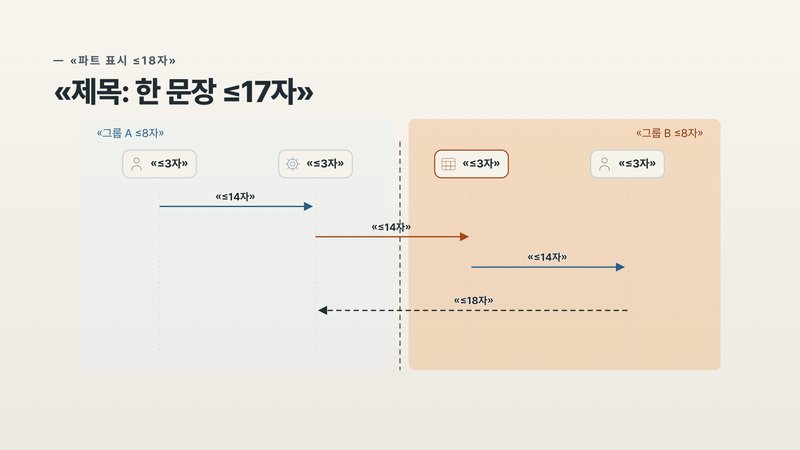 — «파트 표시 ≤18자»
«제목: 한 문장 ≤17자»
«그룹 A ≤8자»
«그룹 B ≤8자»
«≤3자»
«≤3자»
«≤3자»
«≤3자»
«≤14자»
«≤14자»
«≤14자»
«≤18자»